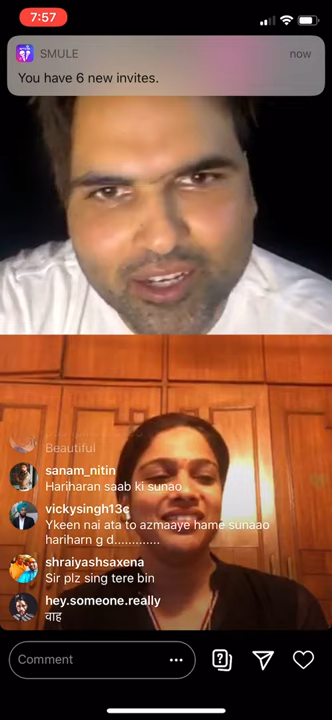 7:57
SMULE
now
You have 6 new invites.
Beautiful
sanam_nitin
Hariharan saab ki sunao
vickysingh13c
Ykeen nai ata to azmaaye hame sunaao
hariharn g d.............
shraiyashsaxena
Sir plz sing tere bin
hey.someone.really
वाह
Comment